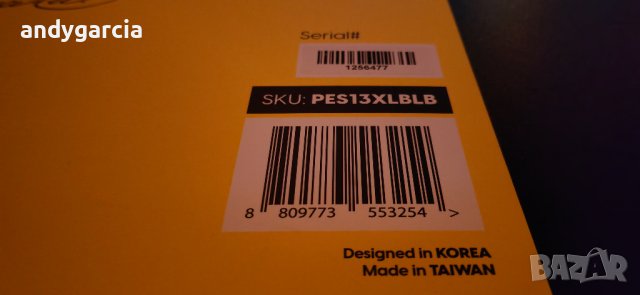 andygarcia
Serial#
1256477
SKU: PES13XLBLB
8 809773 553254 >
Designed in KOREA
Made in TAIWAN
BAZAR